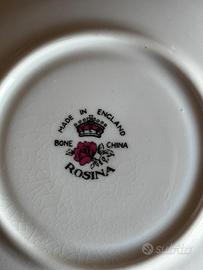 MADE IN ENGLAND
BONE CHINA
ROSINA
Subito